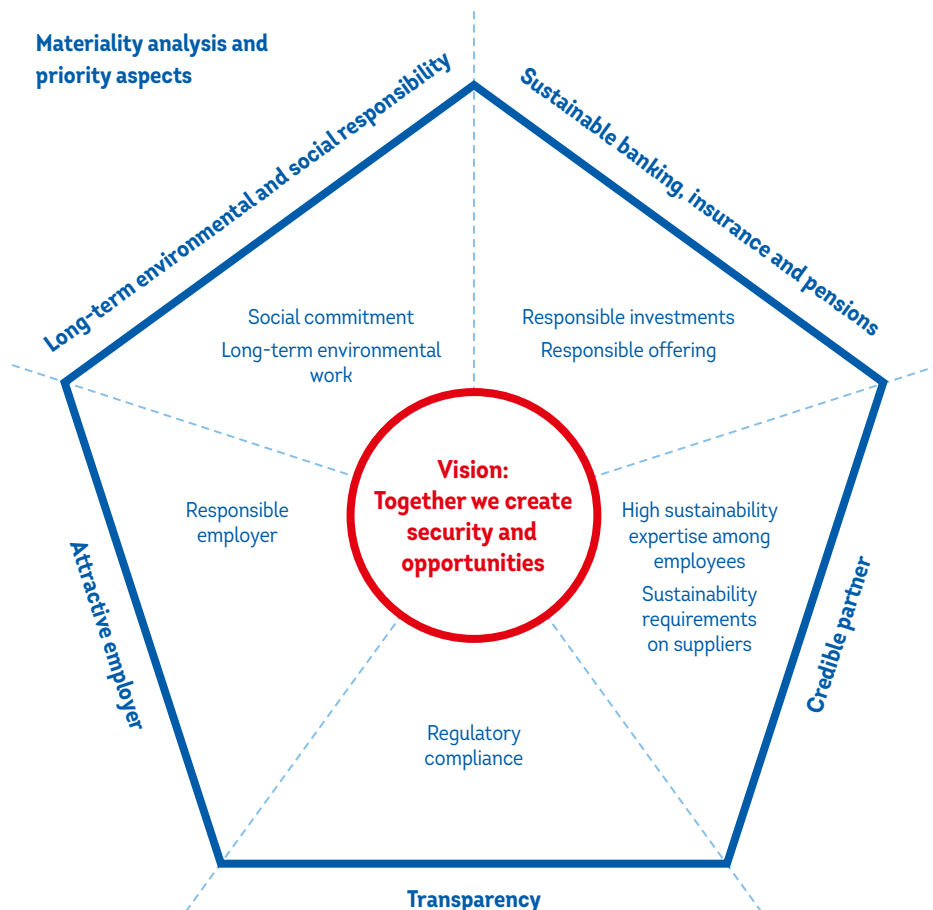 Materiality analysis and
priority aspects
Long-term environmental and social responsibility
Sustainable banking, insurance and pensions
Social commitment
Long-term environmental
work
Responsible investments
Responsible offering
Vision:
Together we create
security and
opportunities
Responsible
employer
High sustainability
expertise among
employees
Sustainability
requirements
on suppliers
Attractive employer
Credible partner
Regulatory
compliance
Transparency